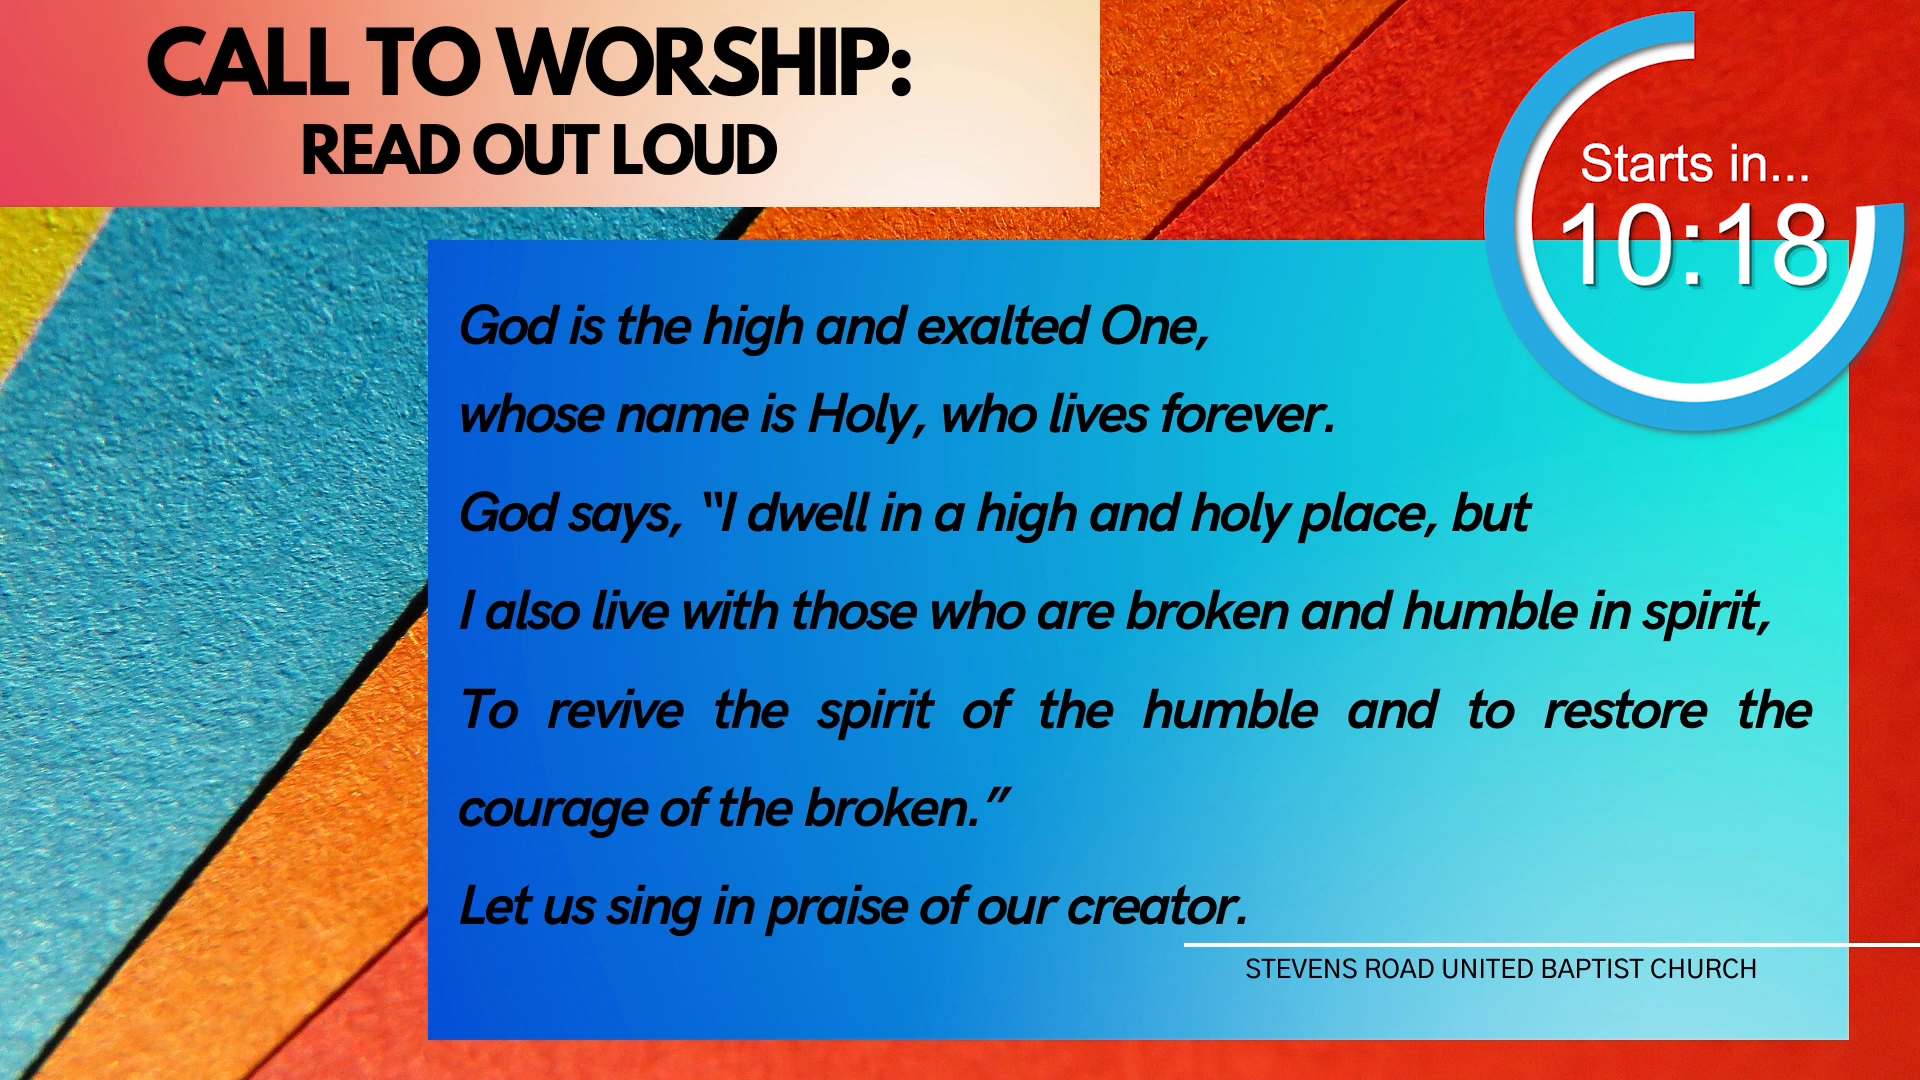 CALL TO WORSHIP:
READ OUT LOUD
Starts in...
10:18
God is the high and exalted One,
whose name is Holy, who lives forever.
God says, “I dwell in a high and holy place, but
I also live with those who are broken and humble in spirit,
To revive the spirit of the humble and to restore the
courage of the broken.”
Let us sing in praise of our creator.
STEVENS ROAD UNITED BAPTIST CHURCH